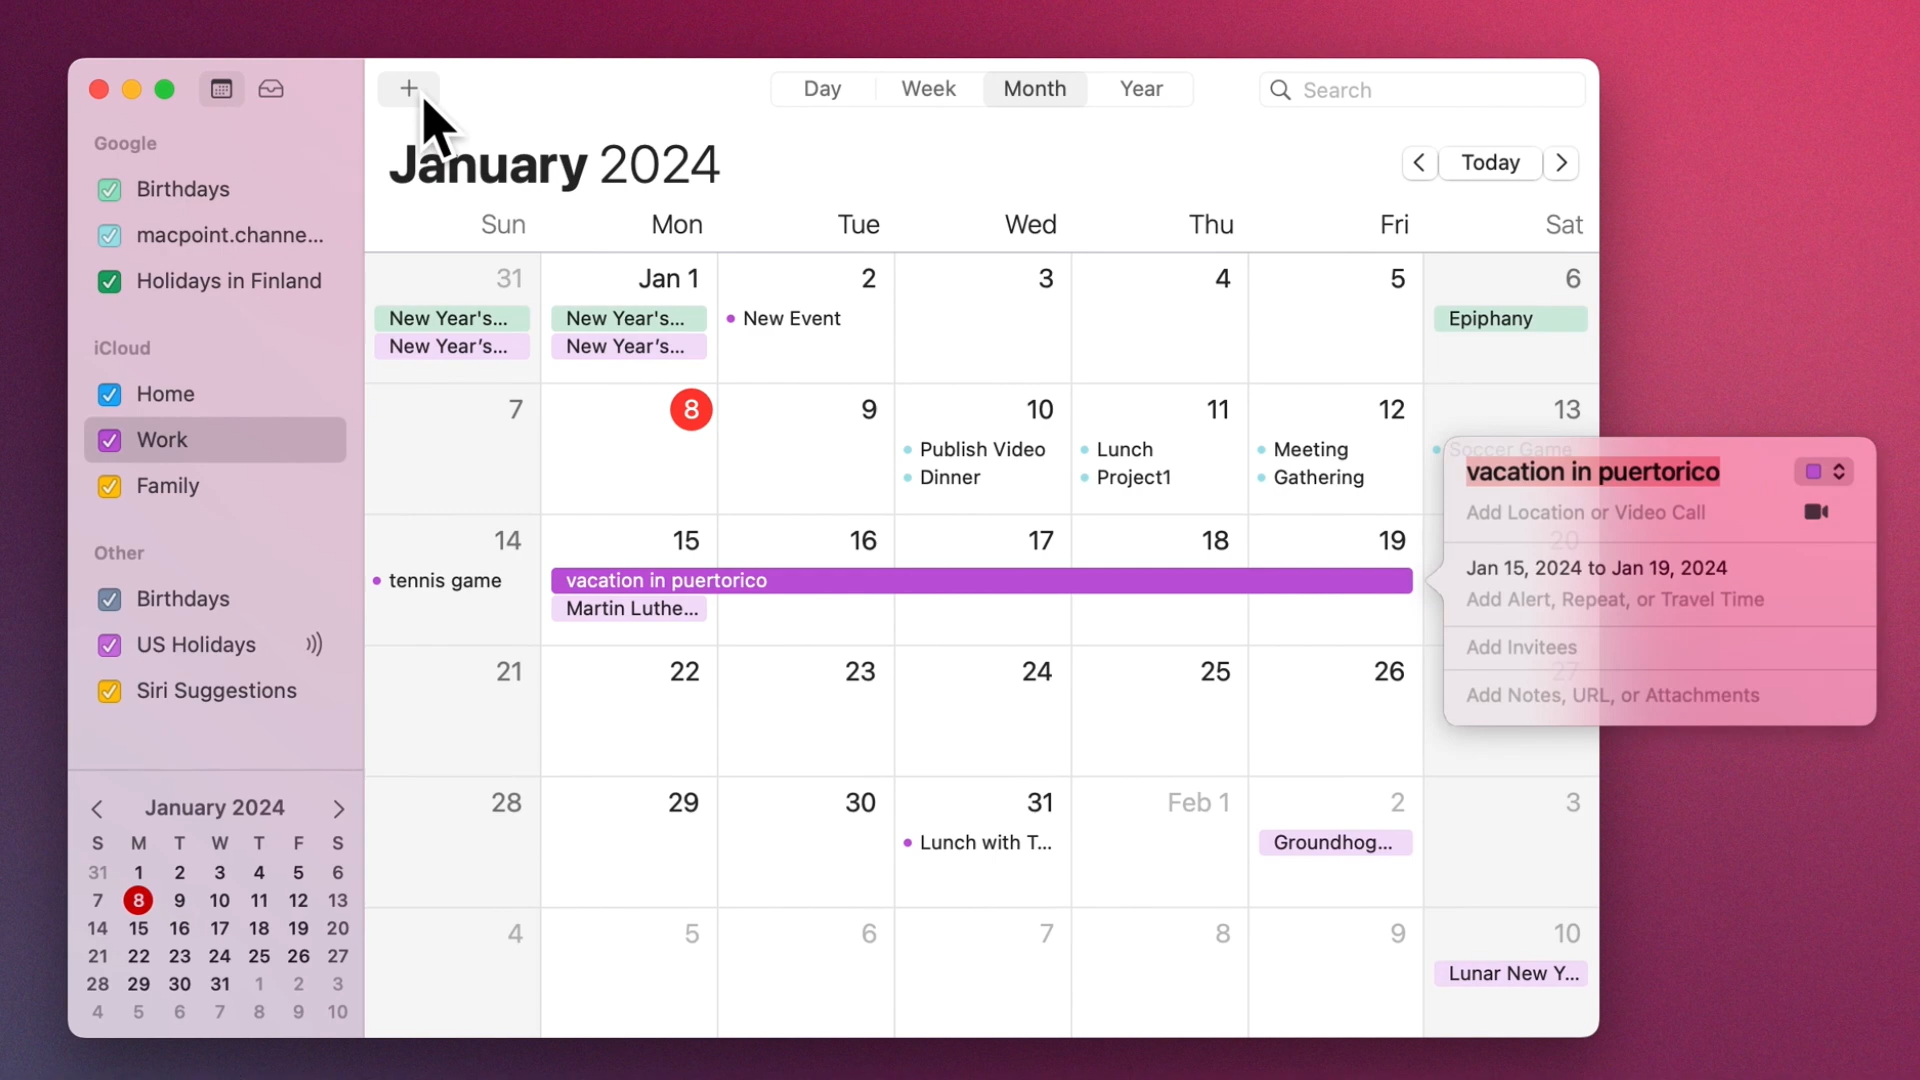 Day Week Month Year
Search
Google
Birthdays
macpoint.channe...
Holidays in Finland
iCloud
Home
Work
Family
Other
Birthdays
US Holidays
Siri Suggestions
January 2024
S M T W T F S
31 1 2 3 4 5 6
7 8 9 10 11 12 13
14 15 16 17 18 19 20
21 22 23 24 25 26 27
28 29 30 31 1 2 3
4 5 6 7 8 9 10
January 2024
Today
Sun Mon Tue Wed Thu Fri Sat
31 Jan 1 2 3 4 5 6
New Year's... New Year's... New Event Epiphany
New Year's... New Year's...
7 8 9 10 11 12 13
Publish Video Lunch Meeting Soccer Game
Dinner Project1 Gathering
14 15 16 17 18 19 20
tennis game vacation in puertorico
Martin Luthe...
21 22 23 24 25 26 27
28 29 30 31 Feb 1 2 3
Lunch with T... Groundhog...
4 5 6 7 8 9 10
Lunar New Y...
vacation in puertorico
Add Location or Video Call
Jan 15, 2024 to Jan 19, 2024
Add Alert, Repeat, or Travel Time
Add Invitees
Add Notes, URL, or Attachments